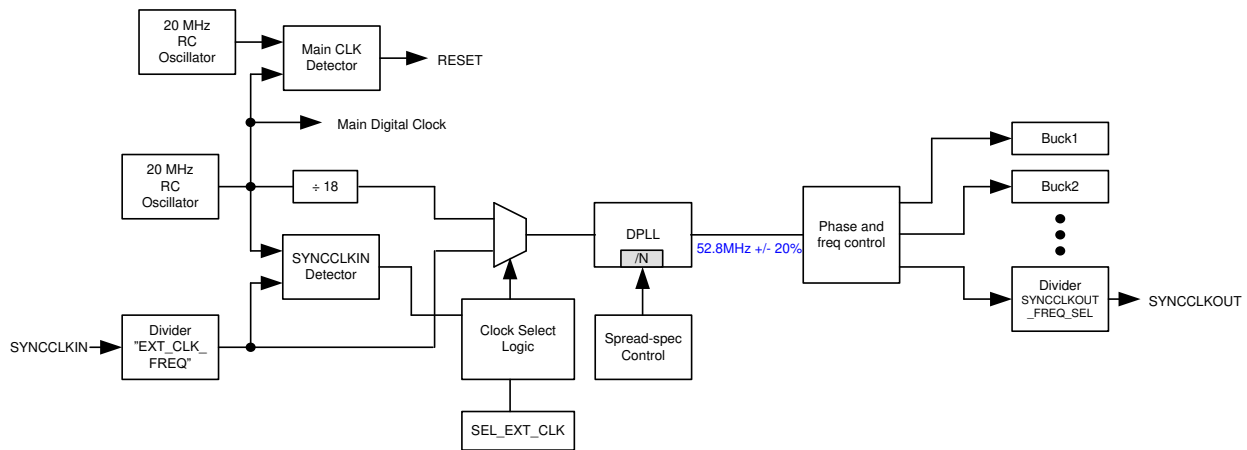 20 MHz
RC
Oscillator
Main CLK
Detector
RESET
Main Digital Clock
20 MHz
RC
Oscillator
÷ 18
SYNCCLKIN
Detector
SYNCCLKIN
Divider
"EXT_CLK_
FREQ"
Clock Select
Logic
SEL_EXT_CLK
DPLL
/N
Spread-spec
Control
52.8MHz +/- 20%
Phase and
freq control
Buck1
Buck2
Divider
SYNCCLKOUT
_FREQ_SEL
SYNCCLKOUT